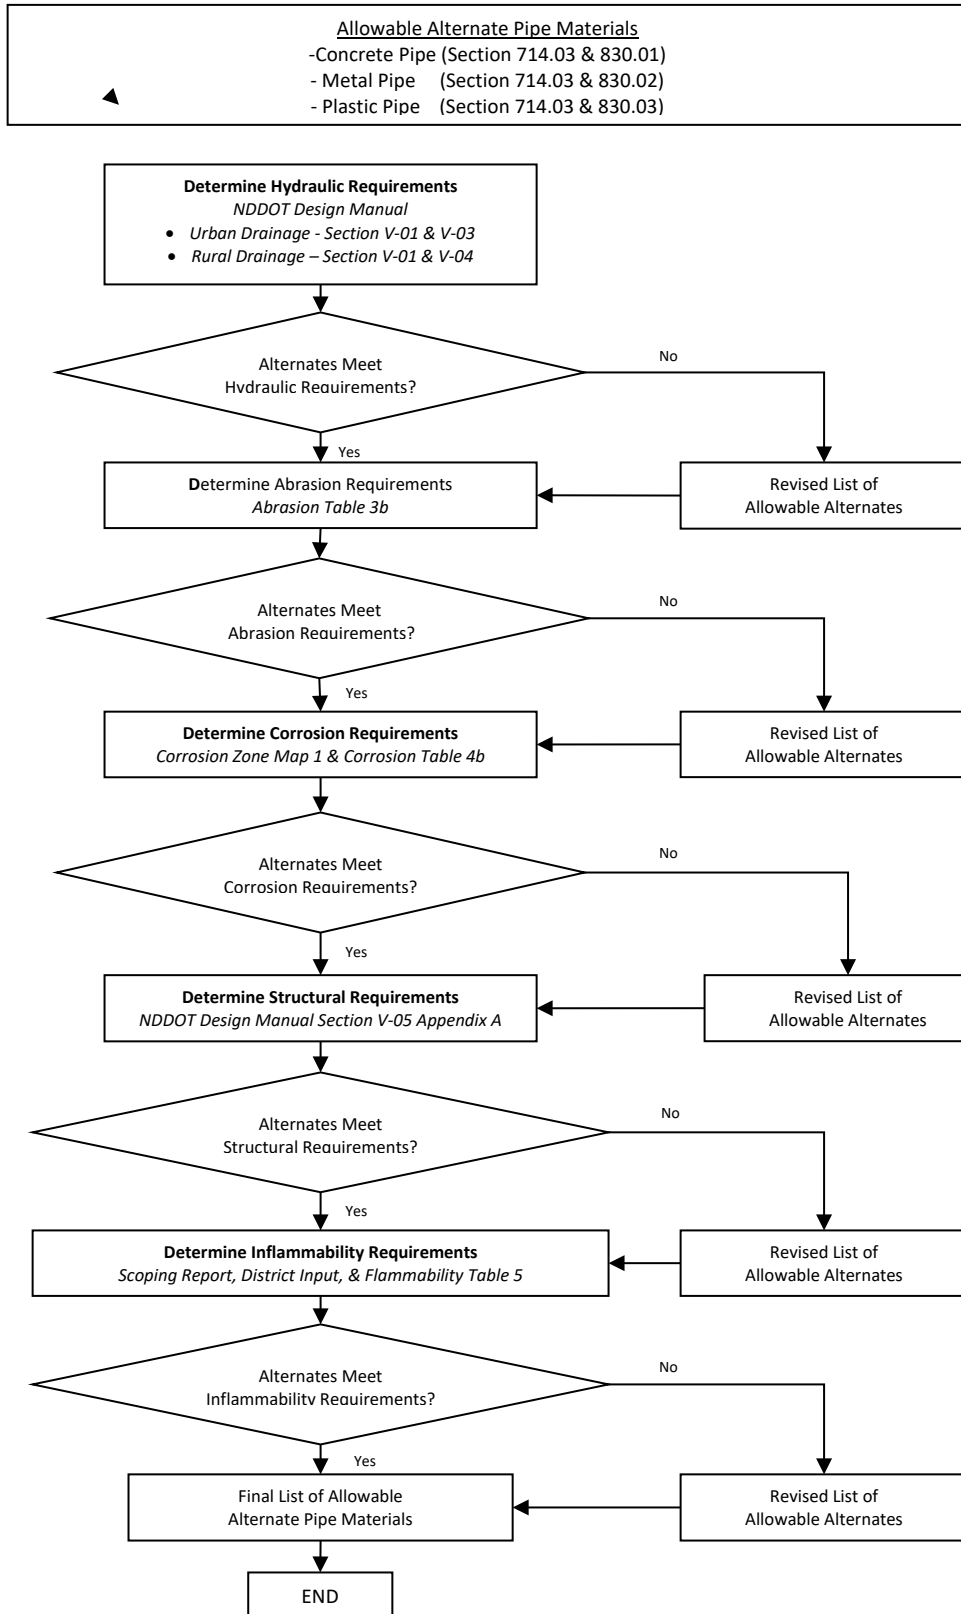 Allowable Alternate Pipe Materials
-Concrete Pipe (Section 714.03 & 830.01)
- Metal Pipe (Section 714.03 & 830.02)
- Plastic Pipe (Section 714.03 & 830.03)
Determine Hydraulic Requirements
NDDOT Design Manual
• Urban Drainage - Section V-01 & V-03
• Rural Drainage – Section V-01 & V-04
Alternates Meet
Hydraulic Requirements?
No
Yes
Determine Abrasion Requirements
Abrasion Table 3b
Revised List of
Allowable Alternates
Alternates Meet
Abrasion Requirements?
No
Yes
Determine Corrosion Requirements
Corrosion Zone Map 1 & Corrosion Table 4b
Revised List of
Allowable Alternates
Alternates Meet
Corrosion Requirements?
No
Yes
Determine Structural Requirements
NDDOT Design Manual Section V-05 Appendix A
Revised List of
Allowable Alternates
Alternates Meet
Structural Requirements?
No
Yes
Determine Inflammability Requirements
Scoping Report, District Input, & Flammability Table 5
Revised List of
Allowable Alternates
Alternates Meet
Inflammability Requirements?
No
Yes
Final List of Allowable
Alternate Pipe Materials
Revised List of
Allowable Alternates
END